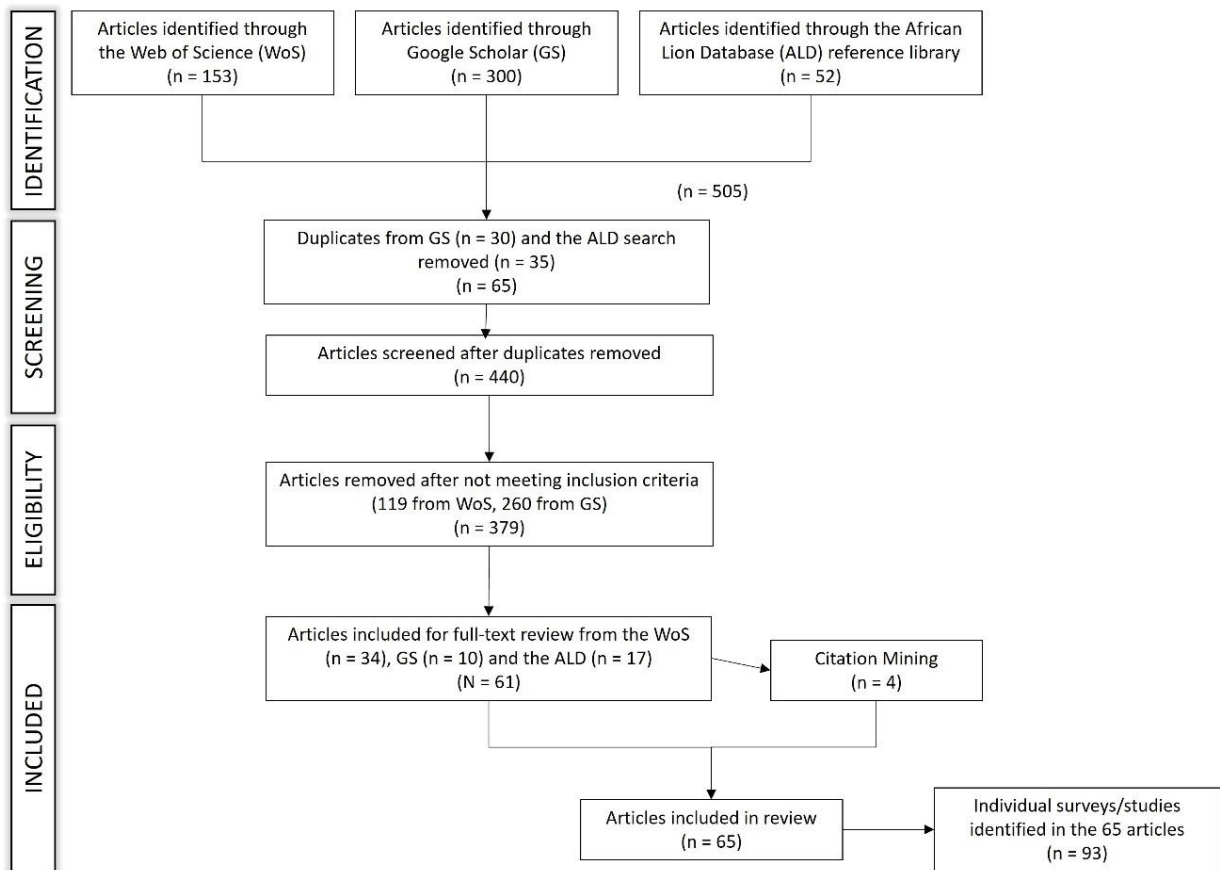 IDENTIFICATION
Articles identified through
the Web of Science (WoS)
(n = 153)
Articles identified through
Google Scholar (GS)
(n = 300)
Articles identified through the African
Lion Database (ALD) reference library
(n = 52)
(n = 505)
SCREENING
Duplicates from GS (n = 30) and the ALD search
removed (n = 35)
(n = 65)
Articles screened after duplicates removed
(n = 440)
ELIGIBILITY
Articles removed after not meeting inclusion criteria
(119 from WoS, 260 from GS)
(n = 379)
INCLUDED
Articles included for full-text review from the WoS
(n = 34), GS (n = 10) and the ALD (n = 17)
(N = 61)
Citation Mining
(n = 4)
Articles included in review
(n = 65)
Individual surveys/studies
identified in the 65 articles
(n = 93)